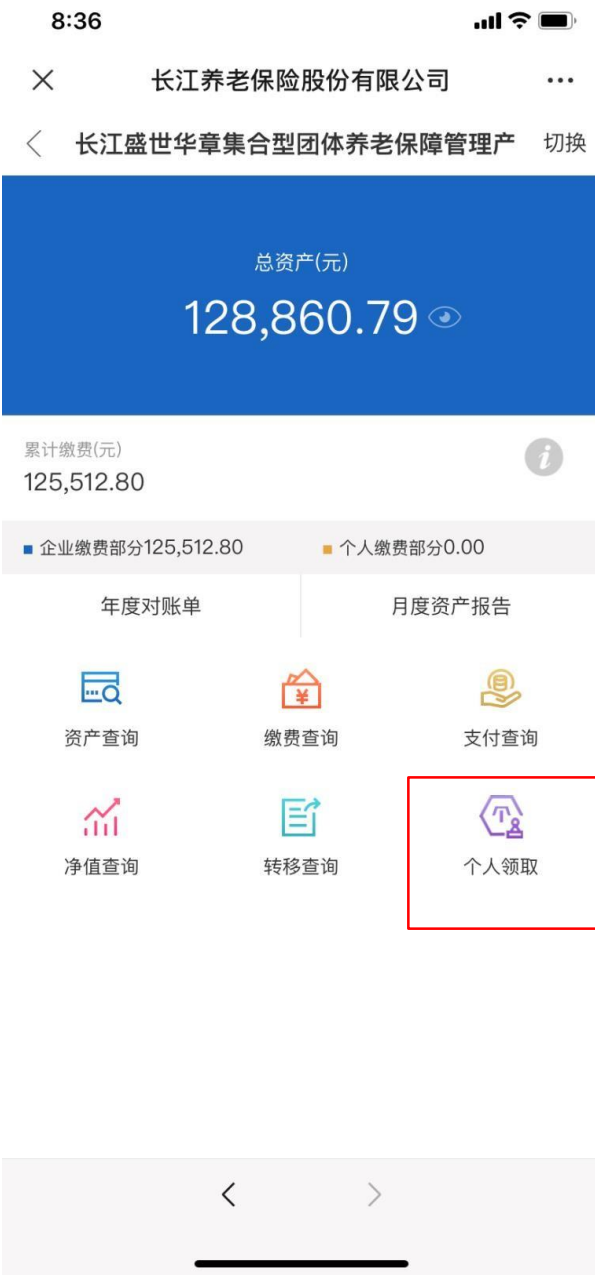 8:36
长江养老保险股份有限公司
长江盛世华章集合型团体养老保障管理产 切换
总资产(元)
128,860.79
累计缴费(元)
125,512.80
企业缴费部分125,512.80 个人缴费部分0.00
年度对账单 月度资产报告
资产查询 缴费查询 支付查询
净值查询 转移查询 个人领取